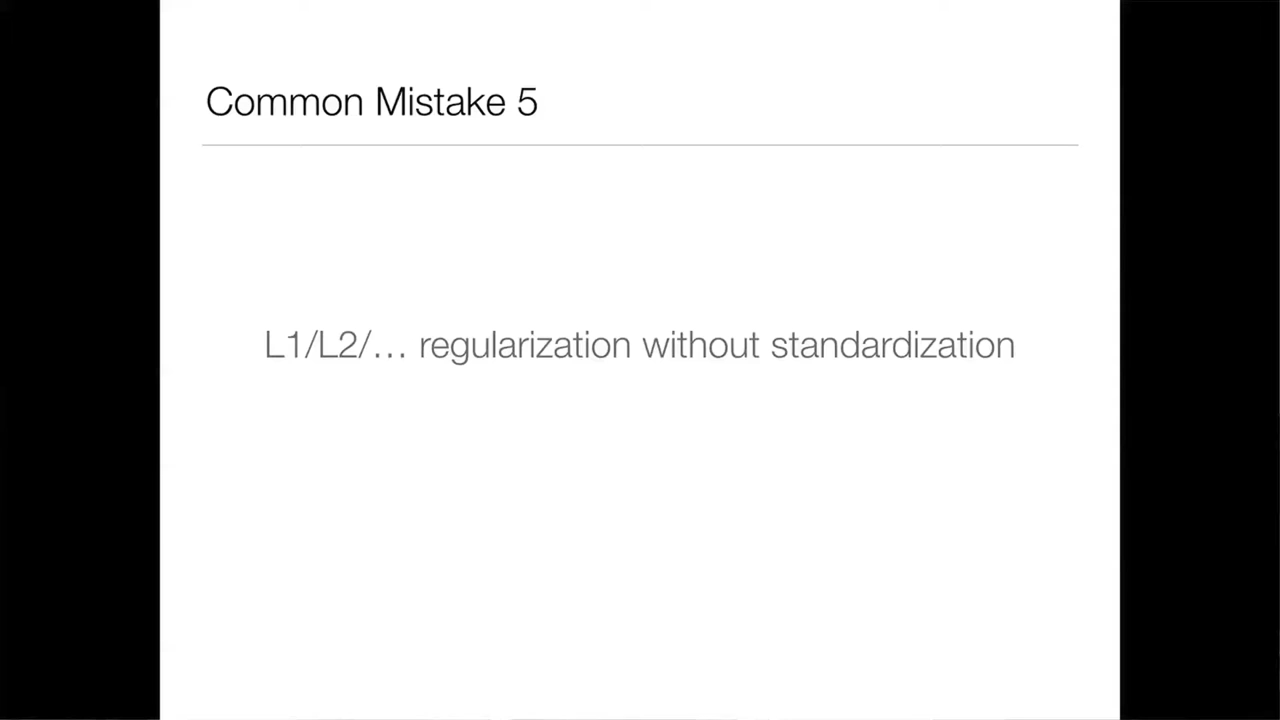 Common Mistake 5
L1/L2/… regularization without standardization